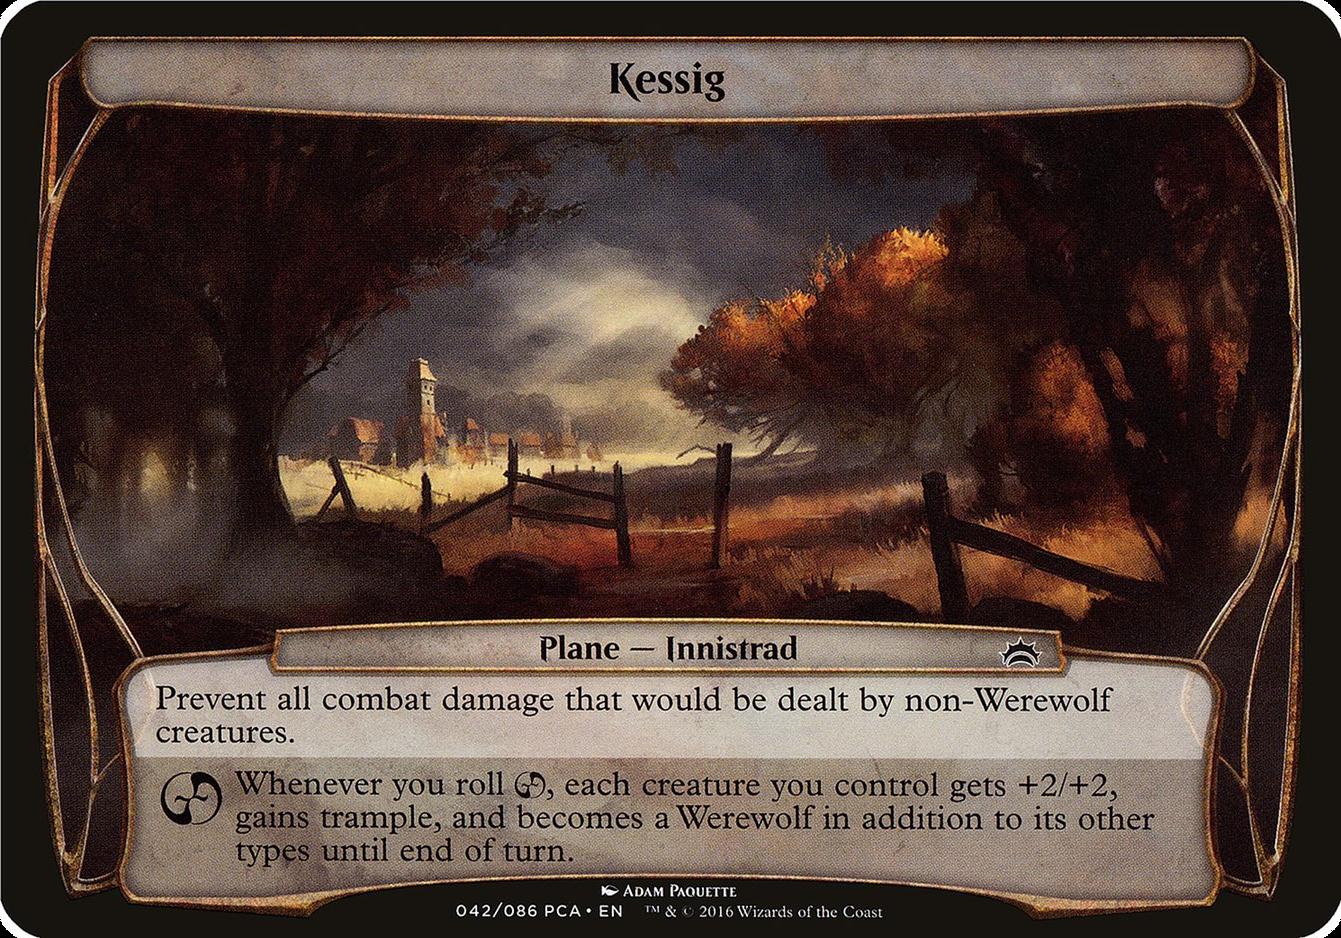 Kessig
Plane — Innistrad
Prevent all combat damage that would be dealt by non-Werewolf
creatures.
Whenever you roll , each creature you control gets +2/+2,
gains trample, and becomes a Werewolf in addition to its other
types until end of turn.
Adam Paquette
042/086 PCA • EN ™ & © 2016 Wizards of the Coast